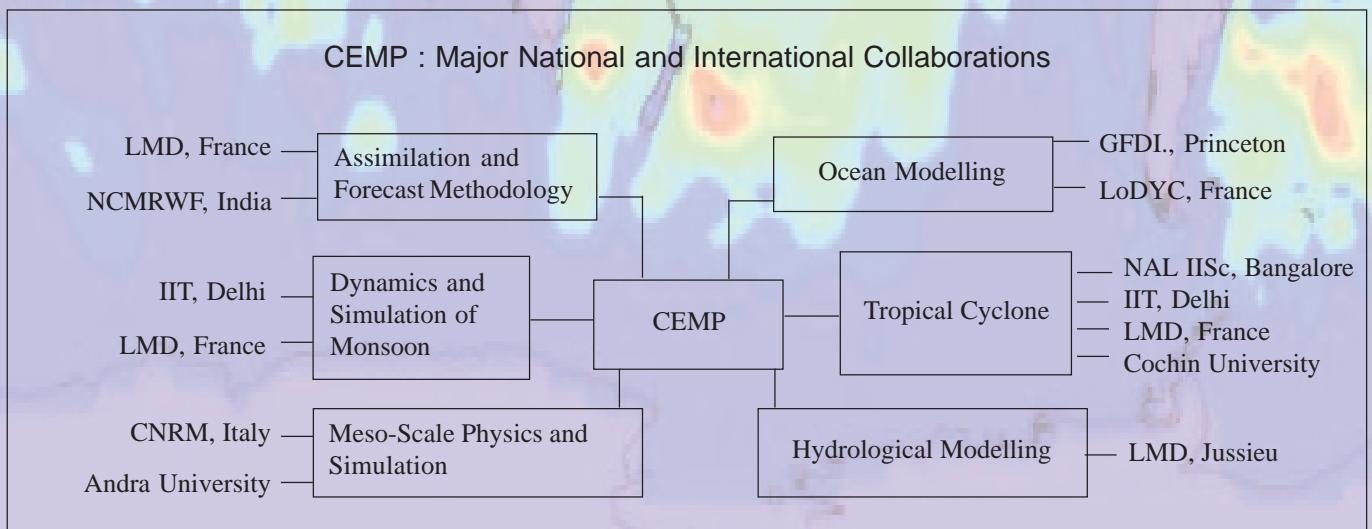 CEMP : Major National and International Collaborations
LMD, France
NCMRWF, India
Assimilation and
Forecast Methodology
Ocean Modelling
GFDI., Princeton
LoDYC, France
IIT, Delhi
LMD, France
Dynamics and
Simulation of
Monsoon
CEMP
Tropical Cyclone
NAL IISc, Bangalore
IIT, Delhi
LMD, France
Cochin University
CNRM, Italy
Andra University
Meso-Scale Physics and
Simulation
Hydrological Modelling
LMD, Jussieu